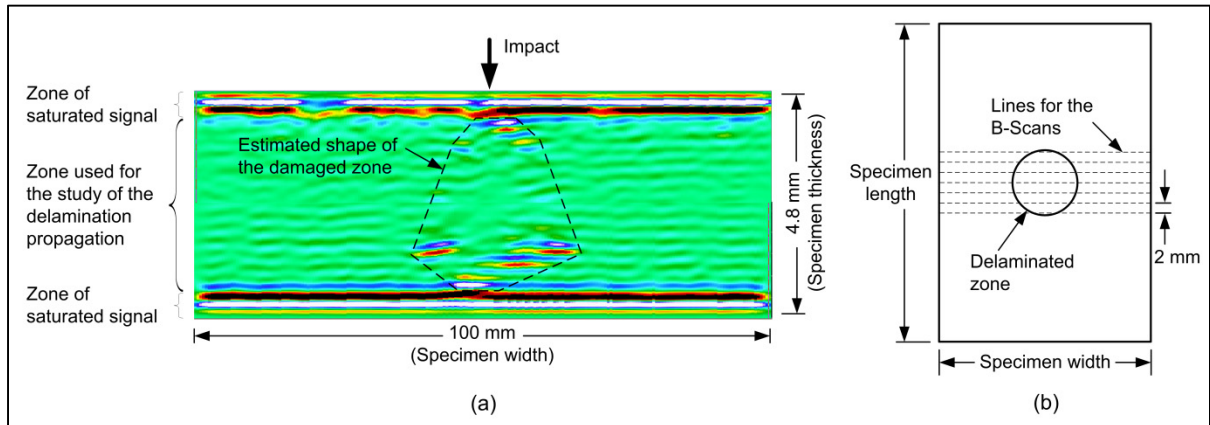 Impact
Zone of
saturated signal
Estimated shape of
the damaged zone
Zone used for
the study of the
delamination
propagation
Zone of
saturated signal
4.8 mm
(Specimen thickness)
100 mm
(Specimen width)
(a)
Lines for the
B-Scans
Specimen
length
Delaminated
zone
2 mm
Specimen width
(b)